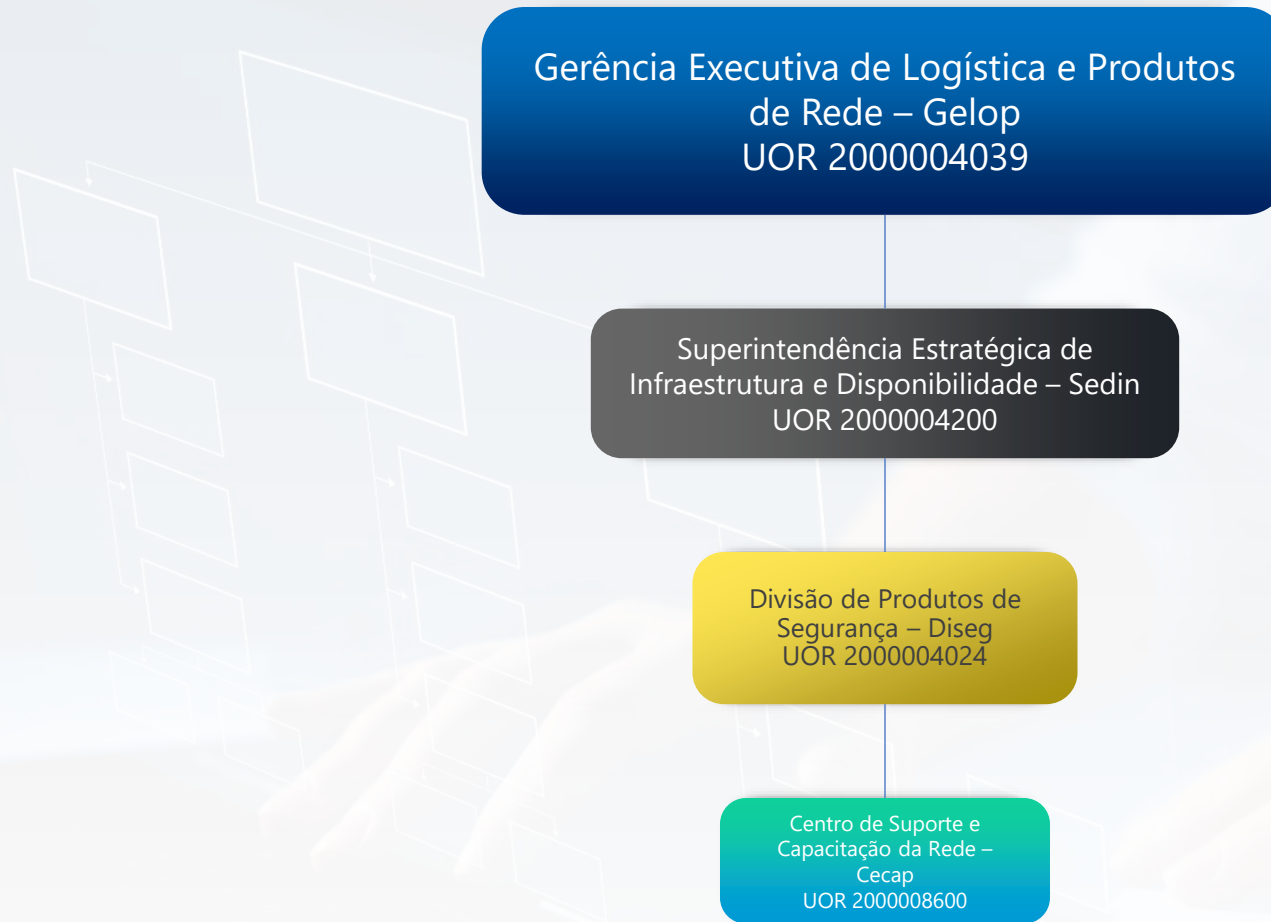 Gerência Executiva de Logística e Produtos
de Rede – Gelop
UOR 2000004039
Superintendência Estratégica de
Infraestrutura e Disponibilidade – Sedin
UOR 2000004200
Divisão de Produtos de
Segurança – Diseg
UOR 2000004024
Centro de Suporte e
Capacitação da Rede –
Cecap
UOR 2000008600